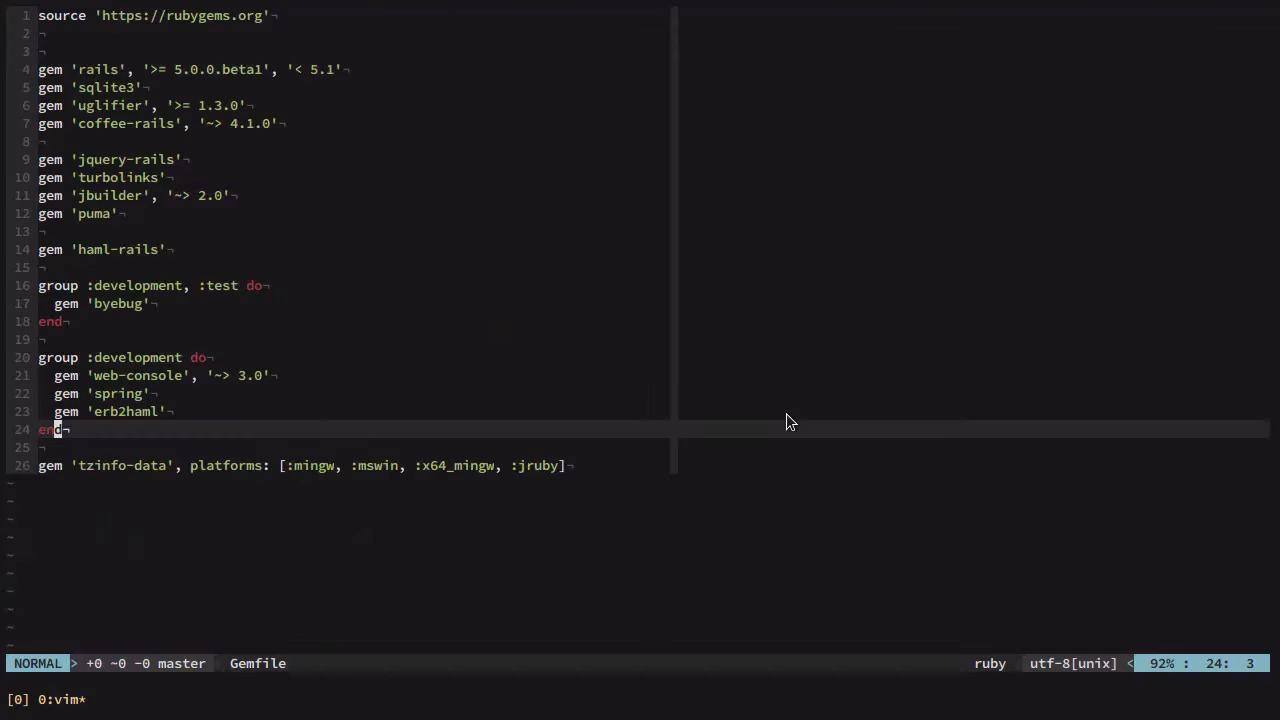 1 source 'https://rubygems.org'¬
2 ¬
3 ¬
4 gem 'rails', '>= 5.0.0.beta1', '< 5.1'¬
5 gem 'sqlite3'¬
6 gem 'uglifier', '>= 1.3.0'¬
7 gem 'coffee-rails', '~> 4.1.0'¬
8 ¬
9 gem 'jquery-rails'¬
10 gem 'turbolinks'¬
11 gem 'jbuilder', '~> 2.0'¬
12 gem 'puma'¬
13 ¬
14 gem 'haml-rails'¬
15 ¬
16 group :development, :test do¬
17   gem 'byebug'¬
18 end¬
19 ¬
20 group :development do¬
21   gem 'web-console', '~> 3.0'¬
22   gem 'spring'¬
23   gem 'erb2haml'¬
24 end¬
25 ¬
26 gem 'tzinfo-data', platforms: [:mingw, :mswin, :x64_mingw, :jruby]¬
~
~
~
~
~
~
~
~
~
~
NORMAL > +0 ~0 -0 master Gemfile ruby utf-8[unix] < 92% : 24: 3
[0] 0:vim*